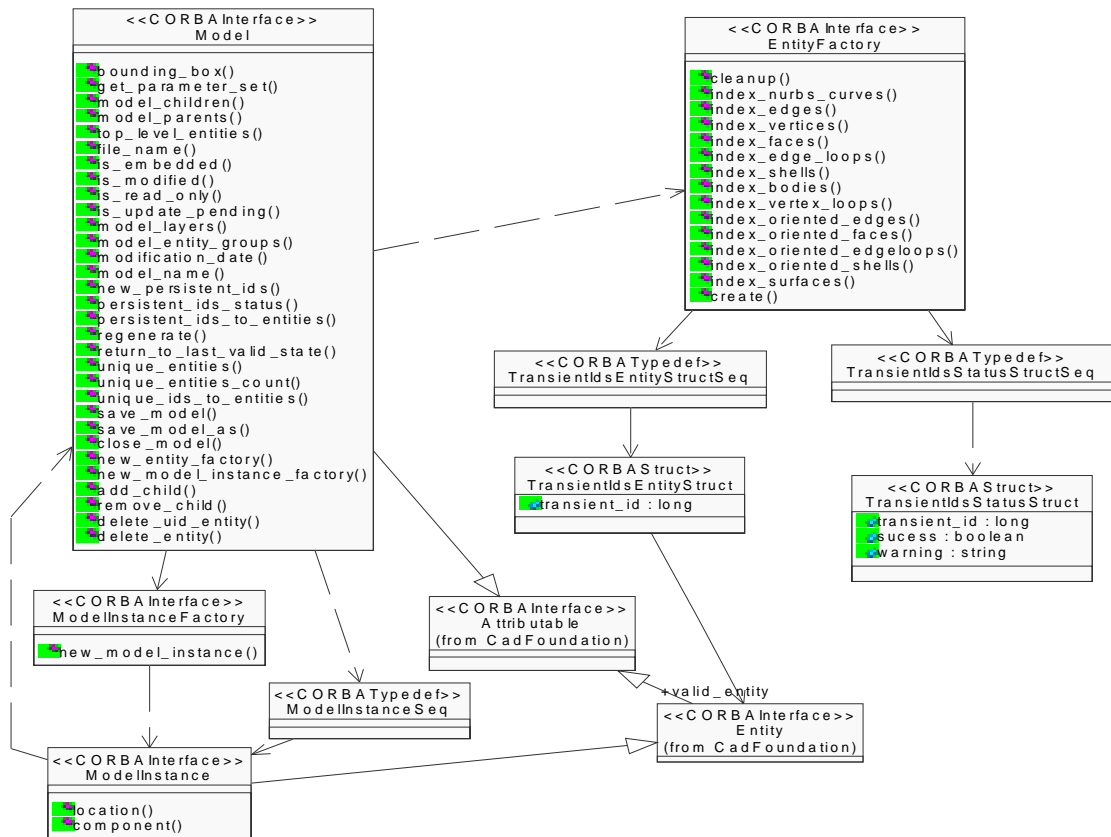 <<CORBAInterface>>
Model
bounding_box()
get_parameter_set()
model_children()
model_parents()
top_level_entities()
file_name()
is_embedded()
is_modified()
is_read_only()
is_update_pending()
model_layers()
model_entity_groups()
modification_date()
model_name()
new_persistent_ids()
persistent_ids_status()
persistent_ids_to_entities()
regenerate()
return_to_last_valid_state()
unique_entities()
unique_entities_count()
unique_ids_to_entities()
save_model()
save_model_as()
close_model()
new_entity_factory()
new_model_instance_factory()
add_child()
remove_child()
delete_uid_entity()
delete_entity()
<<CORBAInterface>>
EntityFactory
cleanup()
index_nurbs_curves()
index_edges()
index_vertices()
index_faces()
index_edge_loops()
index_shells()
index_bodies()
index_vertex_loops()
index_oriented_edges()
index_oriented_faces()
index_oriented_edgeloops()
index_oriented_shells()
index_surfaces()
create()
<<CORBATypedef>>
TransientIdsEntityStructSeq
<<CORBATypedef>>
TransientIdsStatusStructSeq
<<CORBAStruct>>
TransientIdsEntityStruct
transient_id : long
<<CORBAStruct>>
TransientIdsStatusStruct
transient_id : long
sucess : boolean
warning : string
<<CORBAInterface>>
ModelInstanceFactory
new_model_instance()
<<CORBAInterface>>
Attributable
(from CadFoundation)
<<CORBATypedef>>
ModelInstanceSeq
+valid_entity
<<CORBAInterface>>
Entity
(from CadFoundation)
<<CORBAInterface>>
ModelInstance
location()
component()